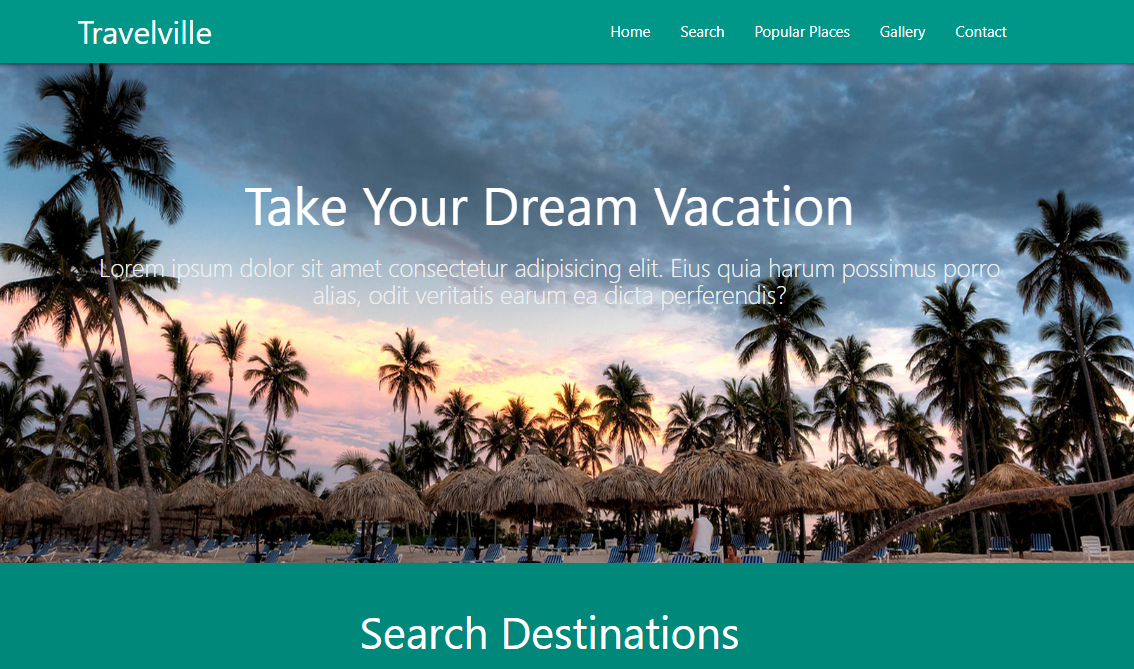 Travelville
Home Search Popular Places Gallery Contact
Take Your Dream Vacation
Lorem ipsum dolor sit amet consectetur adipisicing elit. Eius quia harum possimus porro
alias, odit veritatis earum ea dicta perferendis?
Search Destinations